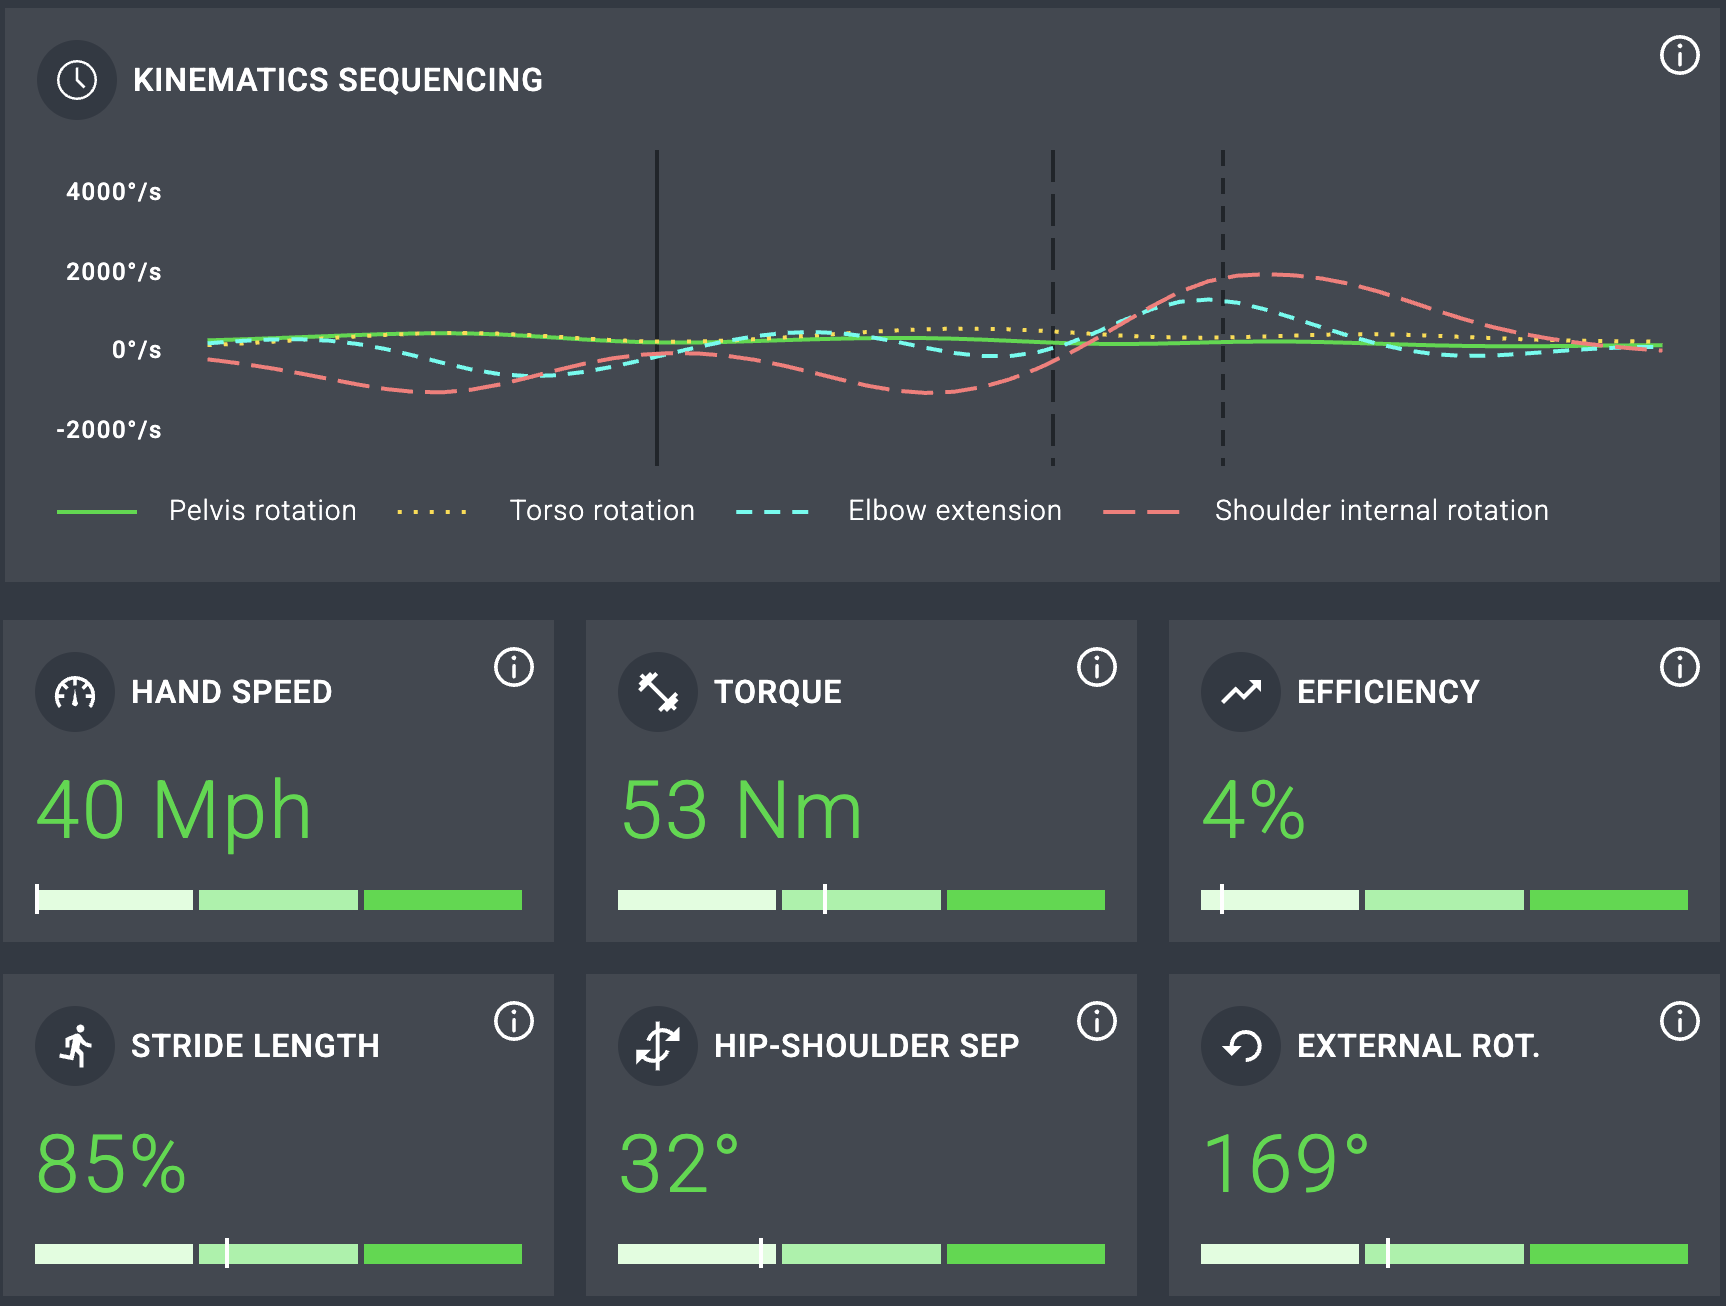 KINEMATICS SEQUENCING
4000°/s
2000°/s
0°/s
-2000°/s
Pelvis rotation Torso rotation Elbow extension Shoulder internal rotation
HAND SPEED
40 Mph
TORQUE
53 Nm
EFFICIENCY
4%
STRIDE LENGTH
85%
HIP-SHOULDER SEP
32°
EXTERNAL ROT.
169°